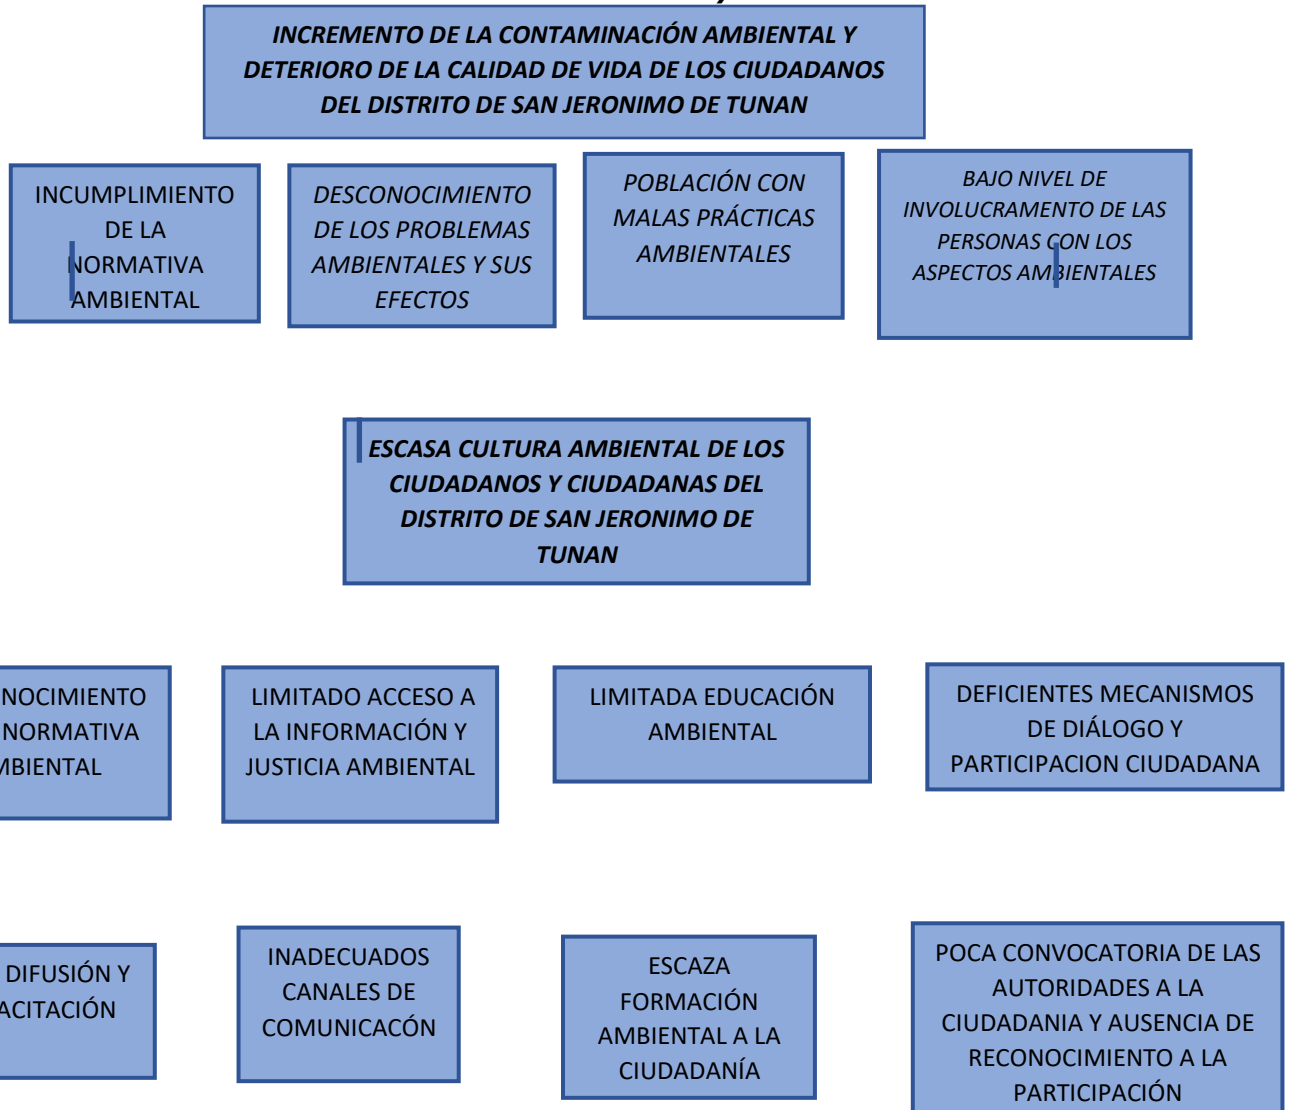 INCREMENTO DE LA CONTAMINACIÓN AMBIENTAL Y
DETERIORO DE LA CALIDAD DE VIDA DE LOS CIUDADANOS
DEL DISTRITO DE SAN JERONIMO DE TUNAN
INCUMPLIMIENTO
DE LA
NORMATIVA
AMBIENTAL
DESCONOCIMIENTO
DE LOS PROBLEMAS
AMBIENTALES Y SUS
EFECTOS
POBLACIÓN CON
MALAS PRÁCTICAS
AMBIENTALES
BAJO NIVEL DE
INVOLUCRAMENTO DE LAS
PERSONAS CON LOS
ASPECTOS AMBIENTALES
ESCASA CULTURA AMBIENTAL DE LOS
CIUDADANOS Y CIUDADANAS DEL
DISTRITO DE SAN JERONIMO DE
TUNAN
NOCIMIENTO
NORMATIVA
MBIENTAL
LIMITADO ACCESO A
LA INFORMACIÓN Y
JUSTICIA AMBIENTAL
LIMITADA EDUCACIÓN
AMBIENTAL
DEFICIENTES MECANISMOS
DE DIÁLOGO Y
PARTICIPACION CIUDADANA
DIFUSIÓN Y
ACITACIÓN
INADECUADOS
CANALES DE
COMUNICACÓN
ESCAZA
FORMACIÓN
AMBIENTAL A LA
CIUDADANÍA
POCA CONVOCATORIA DE LAS
AUTORIDADES A LA
CIUDADANIA Y AUSENCIA DE
RECONOCIMIENTO A LA
PARTICIPACIÓN